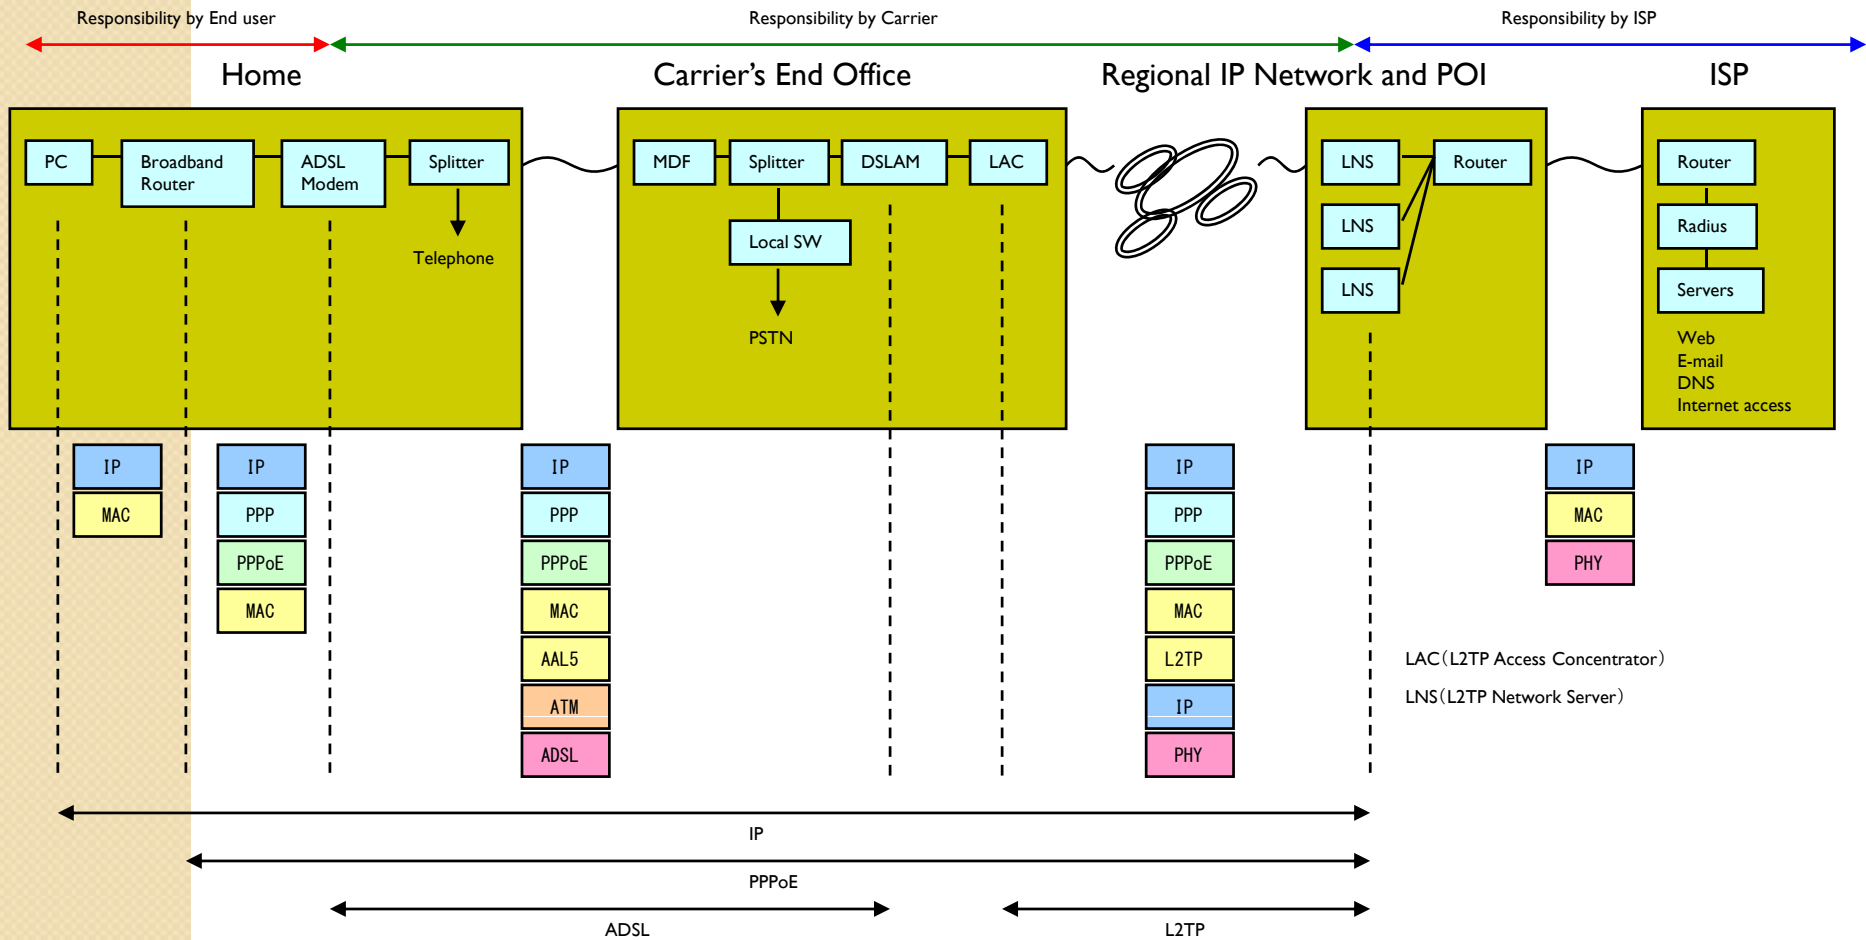 Responsibility by End user
Responsibility by Carrier
Responsibility by ISP
Home
Carrier's End Office
Regional IP Network and POI
ISP
PC
Broadband
Router
ADSL
Modem
Splitter
Telephone
MDF
Splitter
DSLAM
LAC
Local SW
PSTN
LNS
LNS
LNS
Router
Router
Radius
Servers
Web
E-mail
DNS
Internet access
IP
MAC
IP
PPP
PPPoE
MAC
IP
PPP
PPPoE
MAC
AAL5
ATM
ADSL
IP
PPP
PPPoE
MAC
L2TP
IP
PHY
IP
MAC
PHY
LAC(L2TP Access Concentrator)
LNS(L2TP Network Server)
IP
PPPoE
ADSL
L2TP